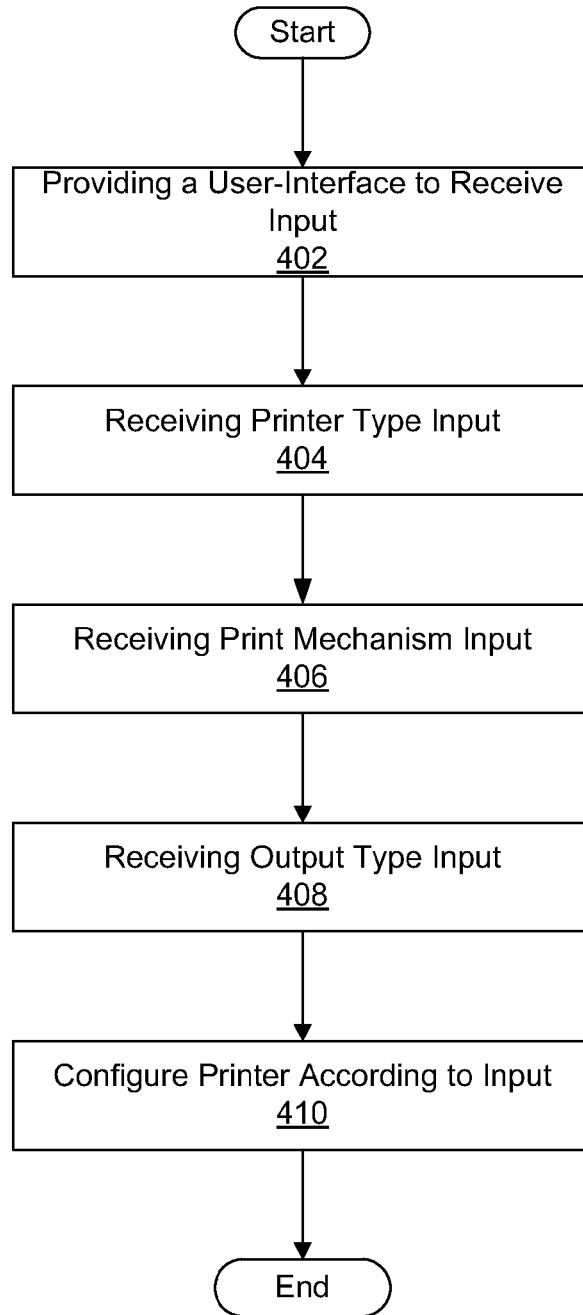 Start
Providing a User-Interface to Receive
Input
402
Receiving Printer Type Input
404
Receiving Print Mechanism Input
406
Receiving Output Type Input
408
Configure Printer According to Input
410
End